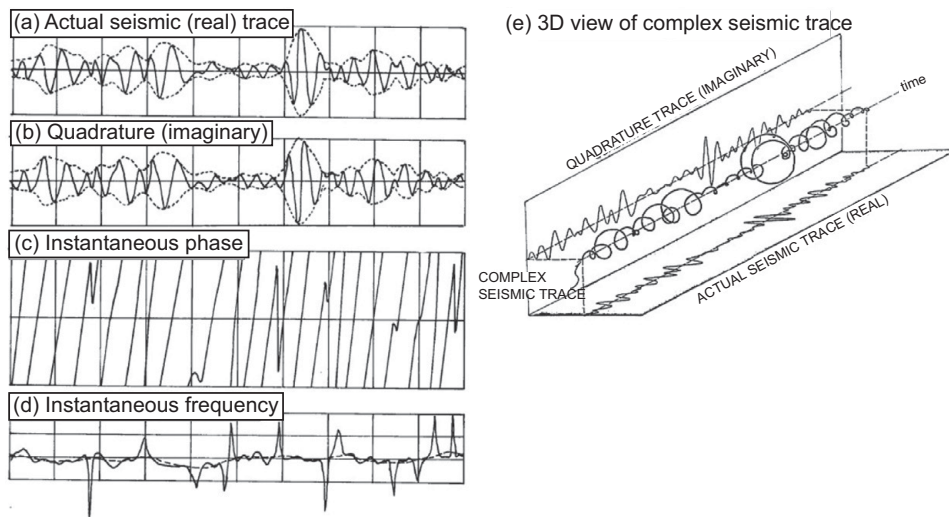 (a) Actual seismic (real) trace
(b) Quadrature (imaginary)
(c) Instantaneous phase
(d) Instantaneous frequency
(e) 3D view of complex seismic trace
QUADRATURE TRACE (IMAGINARY)
time
COMPLEX
SEISMIC TRACE
ACTUAL SEISMIC TRACE (REAL)